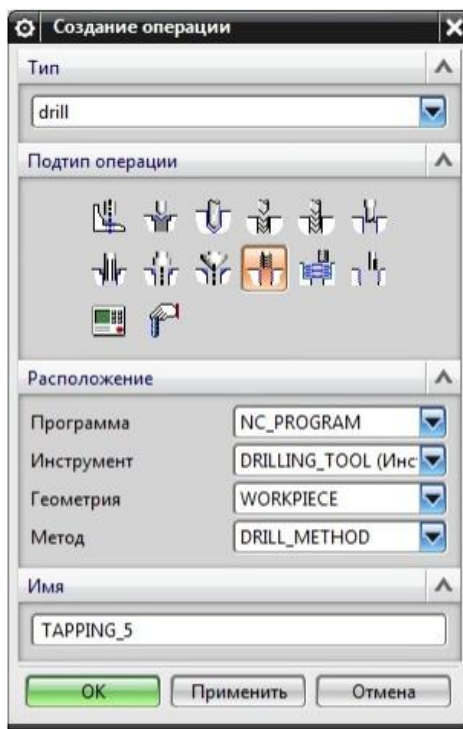 Создание операции
Тип
drill
Подтип операции
Расположение
Программа NC_PROGRAM
Инструмент DRILLING_TOOL (Инс
Геометрия WORKPIECE
Метод DRILL_METHOD
Имя
TAPPING_5
OK Применить Отмена